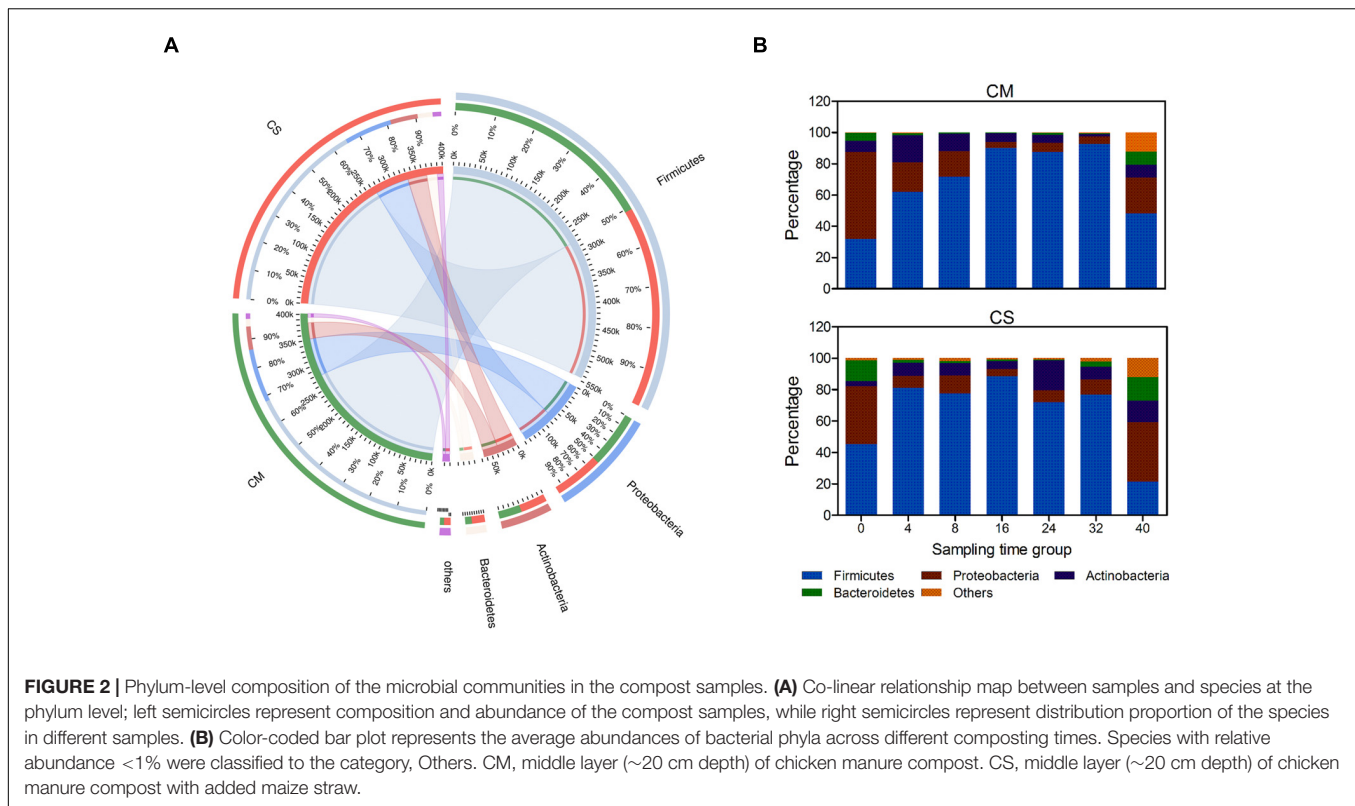 A
CS
CM
Firmicutes
Proteobacteria
Actinobacteria
Bacteroidetes
others
B
CM
120
100
80
60
40
20
0
Percentage
CS
120
100
80
60
40
20
0
Percentage
0 4 8 16 24 32 40
Sampling time group
Firmicutes Proteobacteria Actinobacteria
Bacteroidetes Others
FIGURE 2 | Phylum-level composition of the microbial communities in the compost samples. (A) Co-linear relationship map between samples and species at the
phylum level; left semicircles represent composition and abundance of the compost samples, while right semicircles represent distribution proportion of the species
in different samples. (B) Color-coded bar plot represents the average abundances of bacterial phyla across different composting times. Species with relative
abundance <1% were classified to the category, Others. CM, middle layer (~20 cm depth) of chicken manure compost. CS, middle layer (~20 cm depth) of chicken
manure compost with added maize straw.